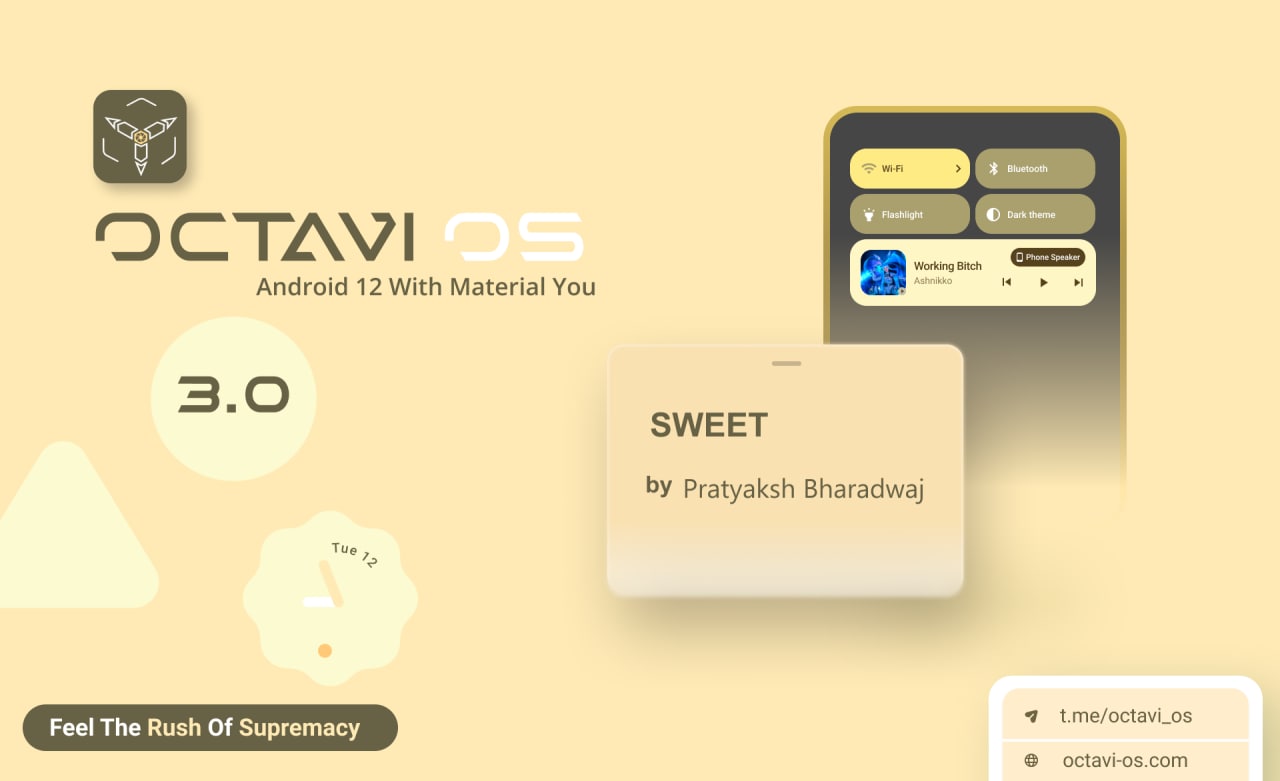 OCTAVI OS
Android 12 With Material You
3.0
Tue 12
Feel The Rush Of Supremacy
Wi-Fi
Bluetooth
Flashlight
Dark theme
Working Bitch
Phone Speaker
Ashnikko
SWEET
by Pratyaksh Bharadwaj
t.me/octavi_os
octavi-os.com